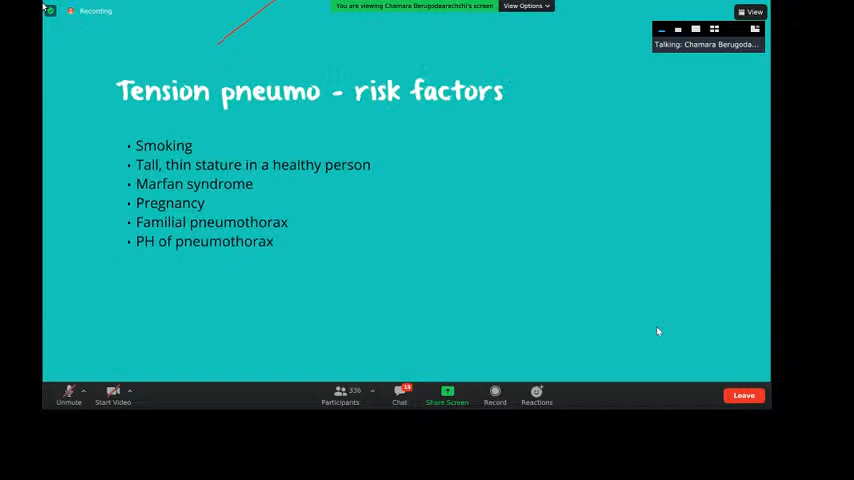 Recording
You are viewing Chamara Berugodaarachchi's screen
View Options
View
Talking: Chamara Berugoda...
Tension pneumo - risk factors
• Smoking
• Tall, thin stature in a healthy person
• Marfan syndrome
• Pregnancy
• Familial pneumothorax
• PH of pneumothorax
Unmute
Start Video
336
Participants
13
Chat
Share Screen
Record
Reactions
Leave